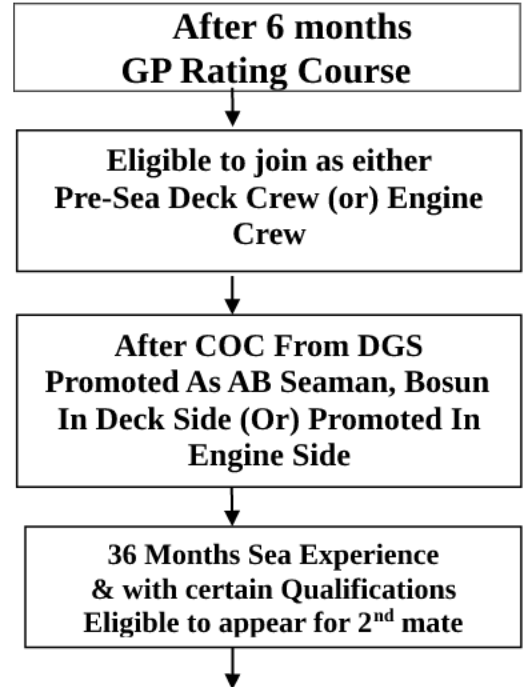 After 6 months
GP Rating Course
Eligible to join as either
Pre-Sea Deck Crew (or) Engine
Crew
After COC From DGS
Promoted As AB Seaman, Bosun
In Deck Side (Or) Promoted In
Engine Side
36 Months Sea Experience
& with certain Qualifications
Eligible to appear for 2nd mate